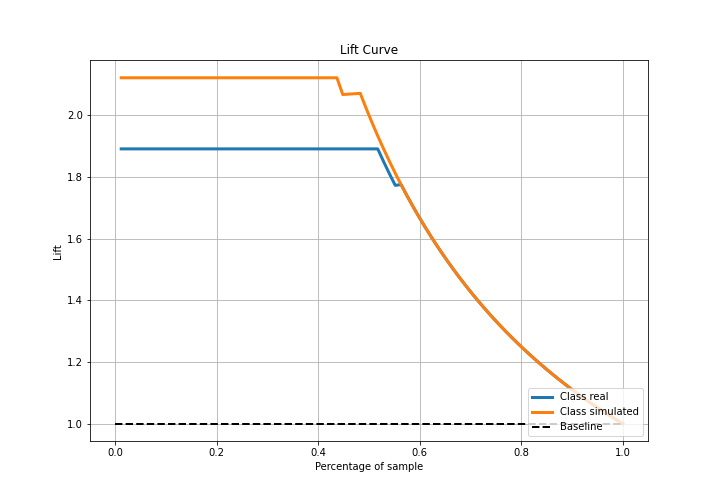 Lift Curve
Lift
2.0
1.8
1.6
1.4
1.2
1.0
0.0 0.2 0.4 0.6 0.8 1.0
Percentage of sample
Class real
Class simulated
Baseline